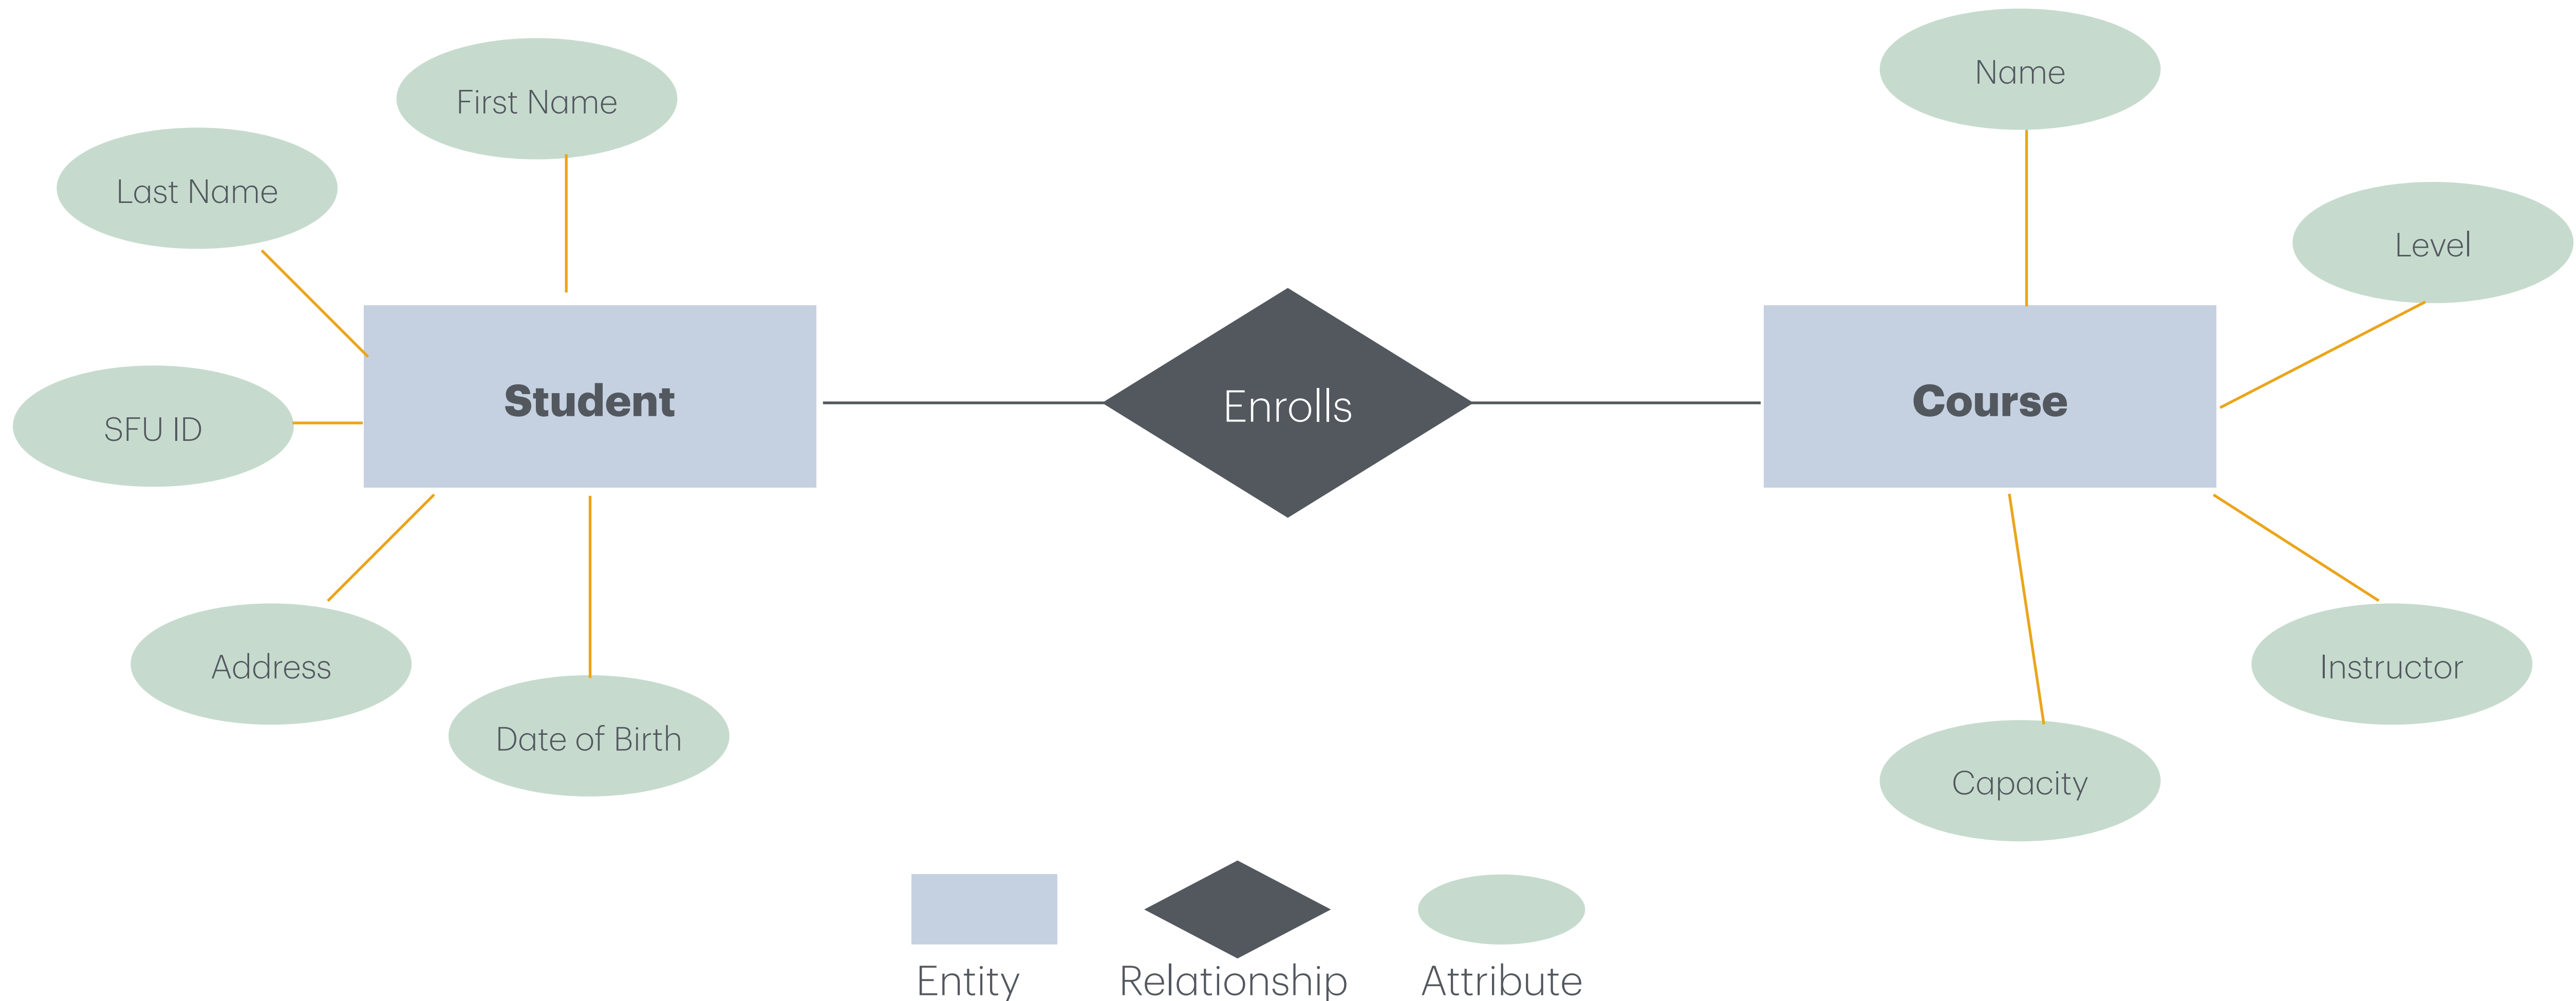 First Name
Last Name
SFU ID
Student
Address
Date of Birth
Enrolls
Name
Level
Course
Instructor
Capacity
Entity
Relationship
Attribute